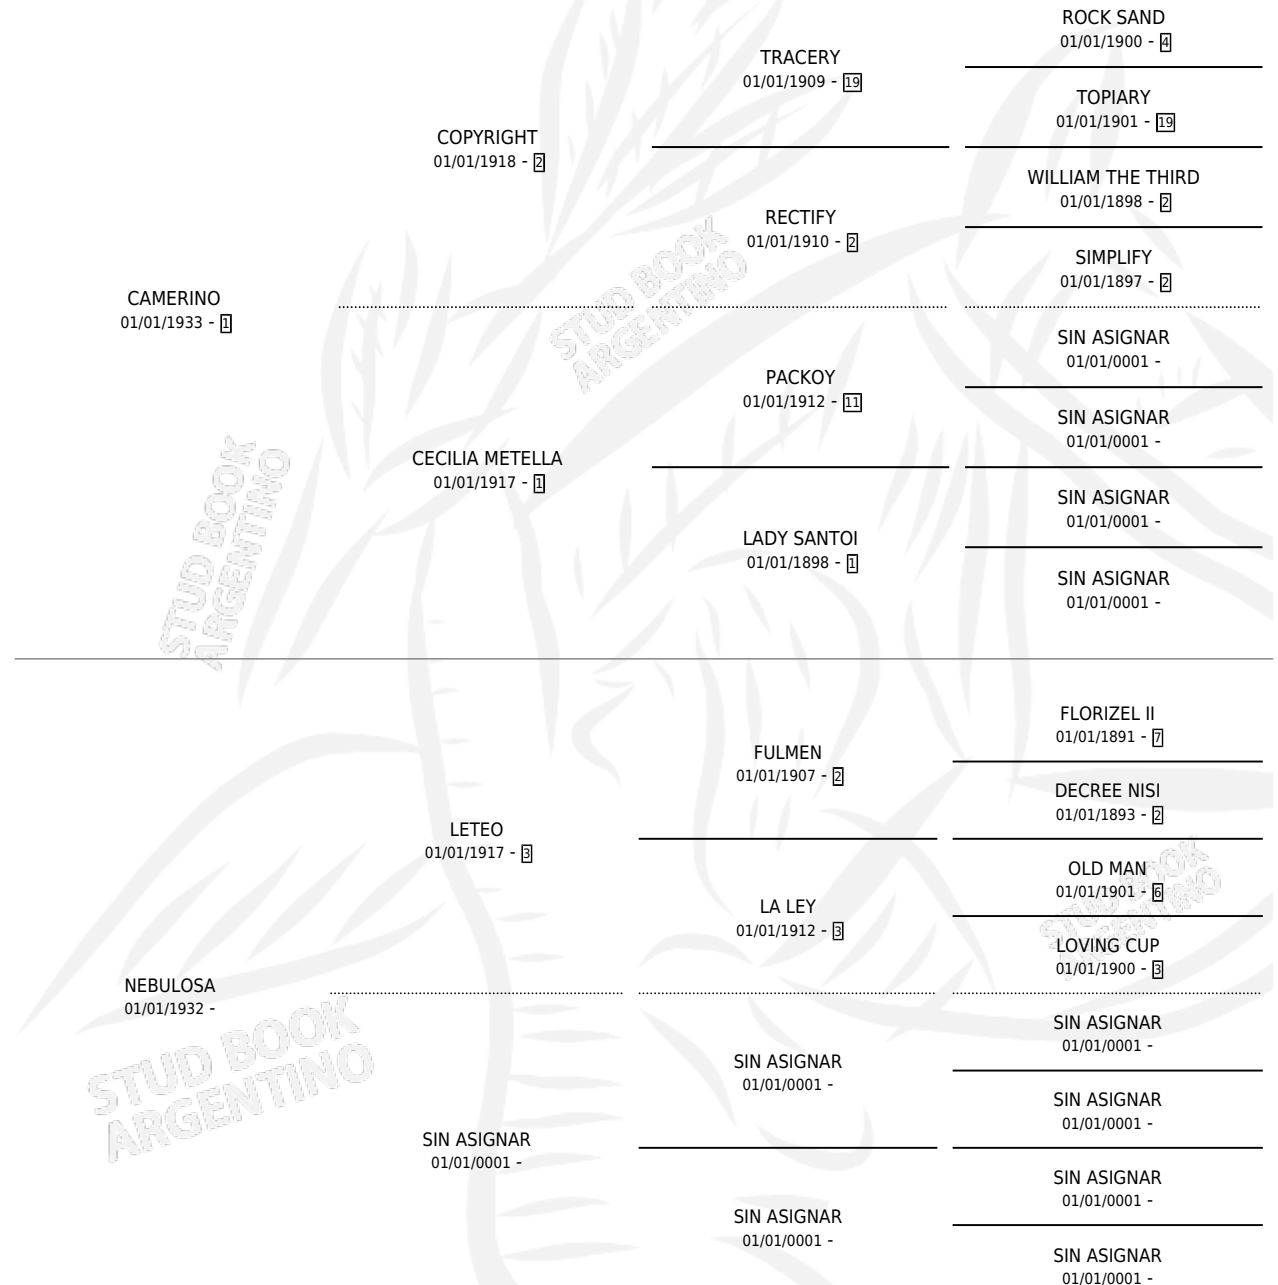 ROCK SAND
01/01/1900 - 4
TRACERY
01/01/1909 - 19
TOPIARY
01/01/1901 - 19
COPYRIGHT
01/01/1918 - 2
WILLIAM THE THIRD
01/01/1898 - 2
RECTIFY
01/01/1910 - 2
SIMPLIFY
01/01/1897 - 2
CAMERINO
01/01/1933 - 1
SIN ASIGNAR
01/01/0001 -
PACKOY
01/01/1912 - 11
SIN ASIGNAR
01/01/0001 -
CECILIA METELLA
01/01/1917 - 1
SIN ASIGNAR
01/01/0001 -
LADY SANTOI
01/01/1898 - 1
SIN ASIGNAR
01/01/0001 -
FLORIZEL II
01/01/1891 - 7
FULMEN
01/01/1907 - 2
DECREE NISI
01/01/1893 - 2
LETEO
01/01/1917 - 3
OLD MAN
01/01/1901 - 6
LA LEY
01/01/1912 - 3
LOVING CUP
01/01/1900 - 3
NEBULOSA
01/01/1932 -
SIN ASIGNAR
01/01/0001 -
SIN ASIGNAR
01/01/0001 -
SIN ASIGNAR
01/01/0001 -
SIN ASIGNAR
01/01/0001 -
SIN ASIGNAR
01/01/0001 -
SIN ASIGNAR
01/01/0001 -
SIN ASIGNAR
01/01/0001 -
STUD BOOK
ARGENTINO
STUD BOOK
ARGENTINO
STUD BOOK
ARGENTINO
STUD BOOK
ARGENTINO